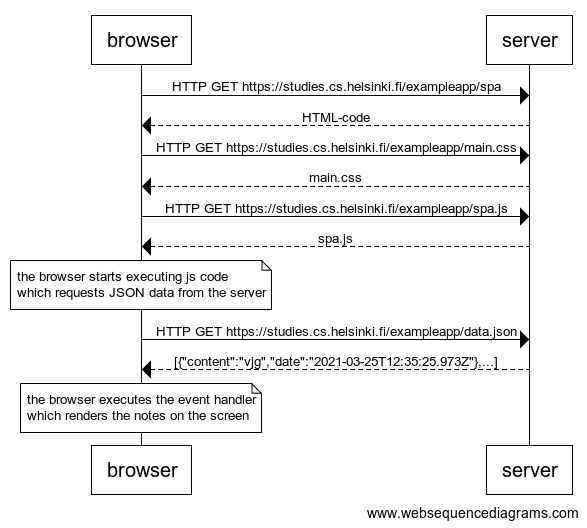 browser
server
HTTP GET https://studies.cs.helsinki.fi/exampleapp/spa
HTML-code
HTTP GET https://studies.cs.helsinki.fi/exampleapp/main.css
main.css
HTTP GET https://studies.cs.helsinki.fi/exampleapp/spa.js
spa.js
the browser starts executing js code
which requests JSON data from the server
HTTP GET https://studies.cs.helsinki.fi/exampleapp/data.json
[{"content":"vjg","date":"2021-03-25T12:35:25.973Z"},...]
the browser executes the event handler
which renders the notes on the screen
browser
server
www.websequencediagrams.com